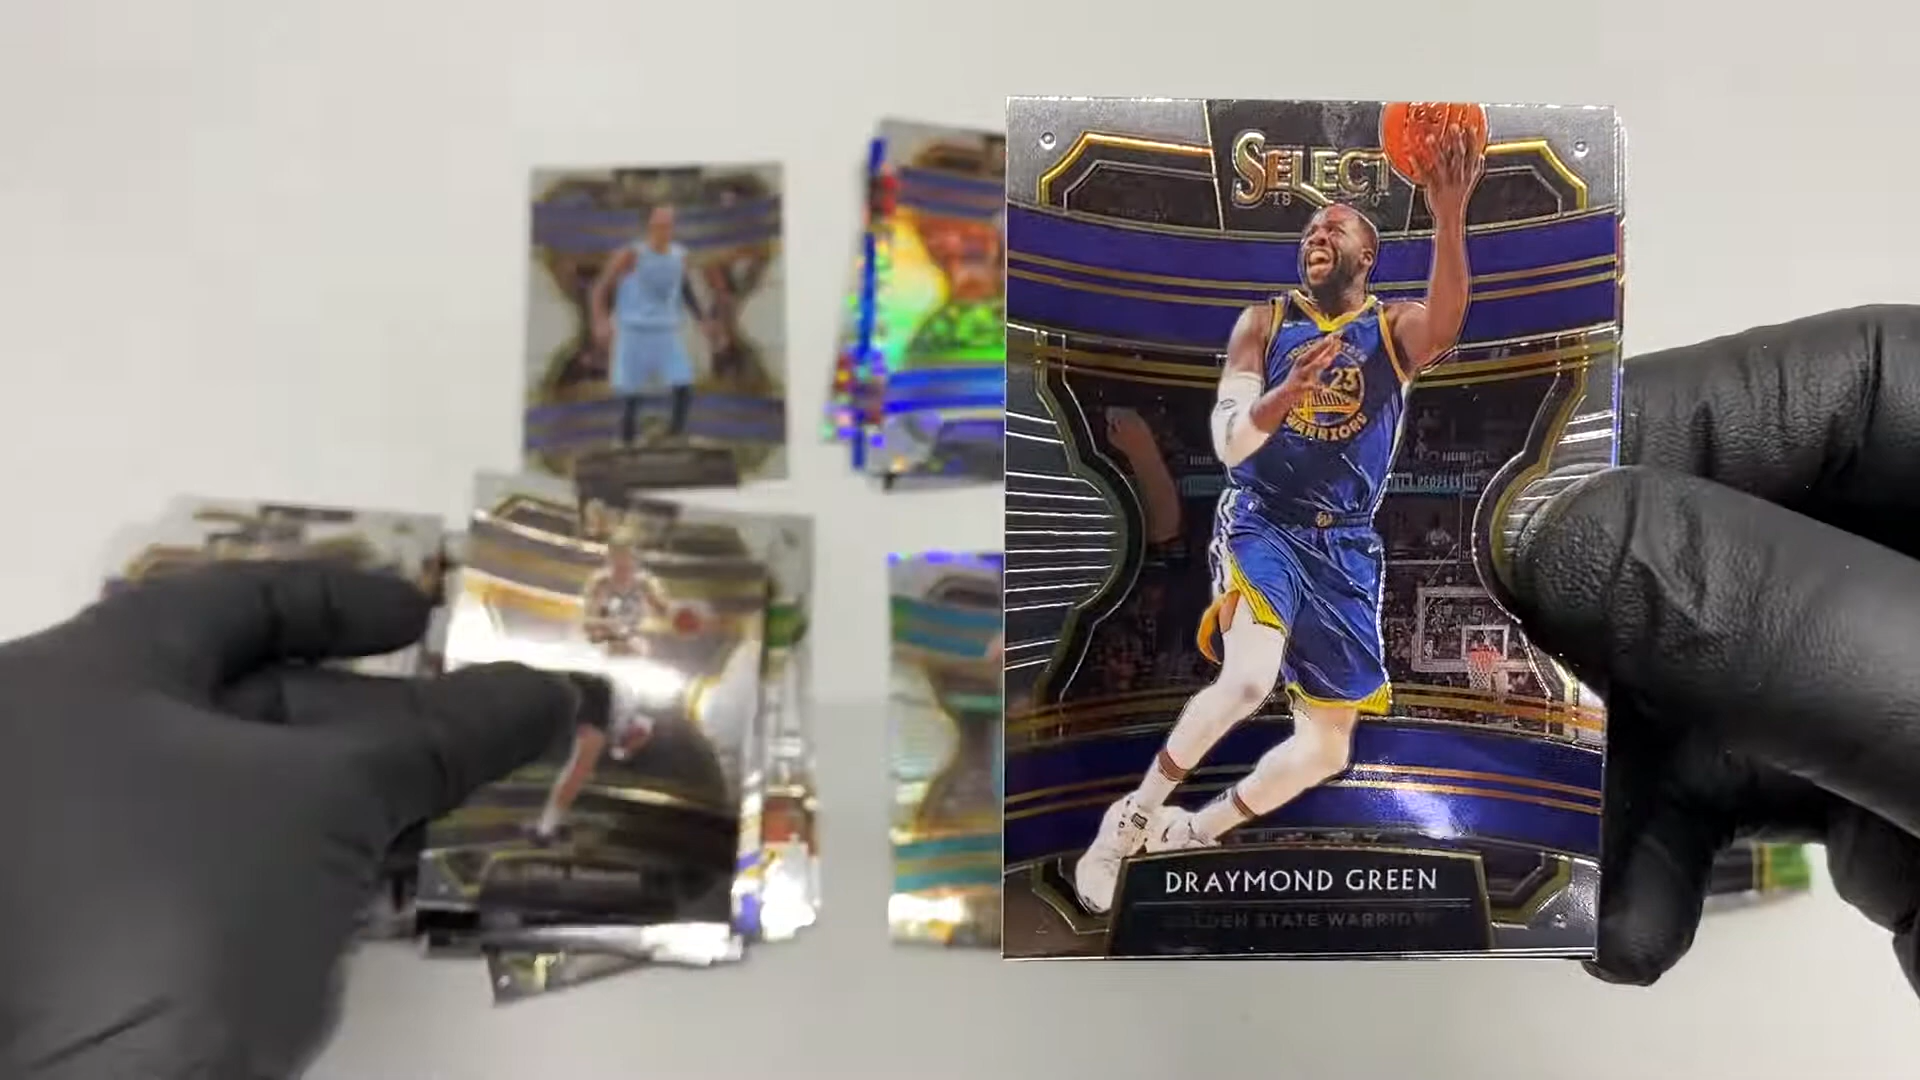 SELECT
23
WARRIORS
DRAYMOND GREEN
GOLDEN STATE WARRIORS